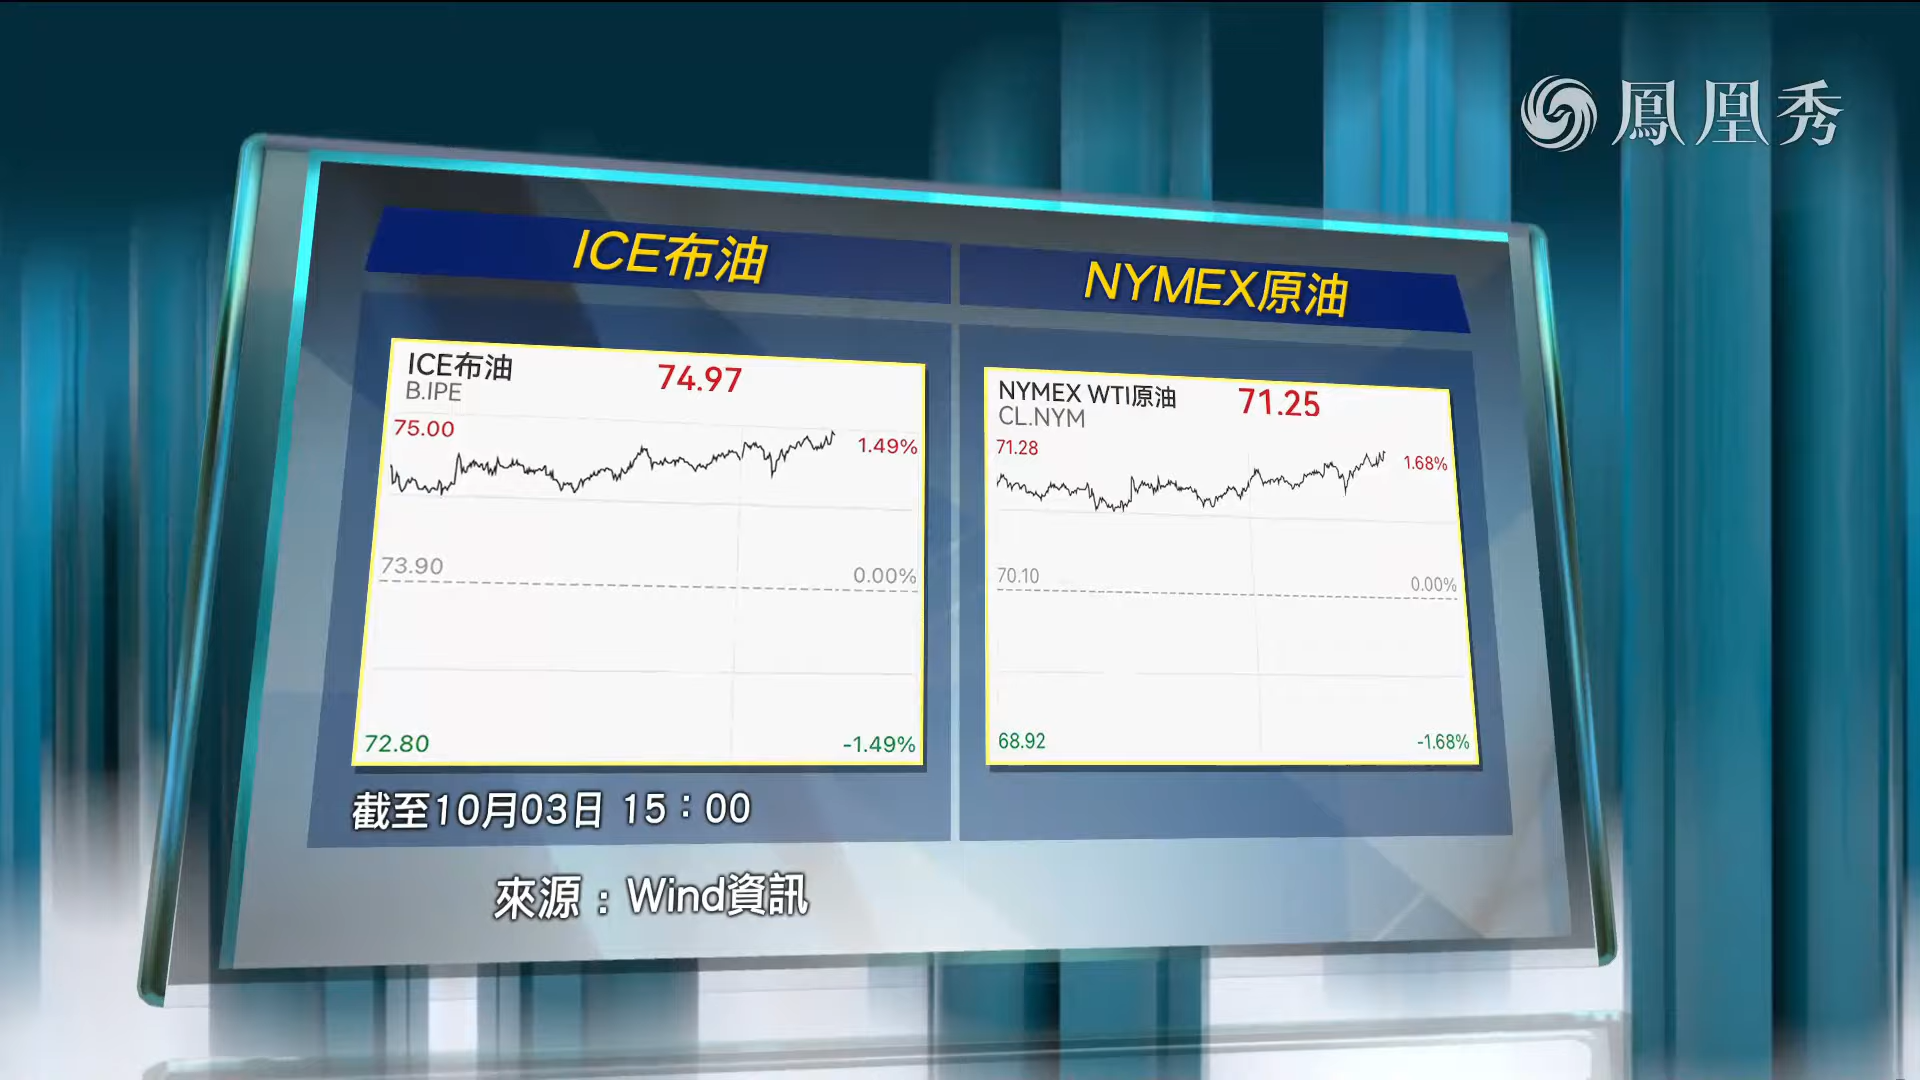 鳳凰秀
ICE布油
NYMEX原油
ICE布油
74.97
B.IPE
75.00
1.49%
73.90
0.00%
72.80
-1.49%
NYMEX WTI原油
71.25
CL.NYM
71.28
1.68%
70.10
0.00%
68.92
-1.68%
截至10月03日 15：00
來源：Wind資訊